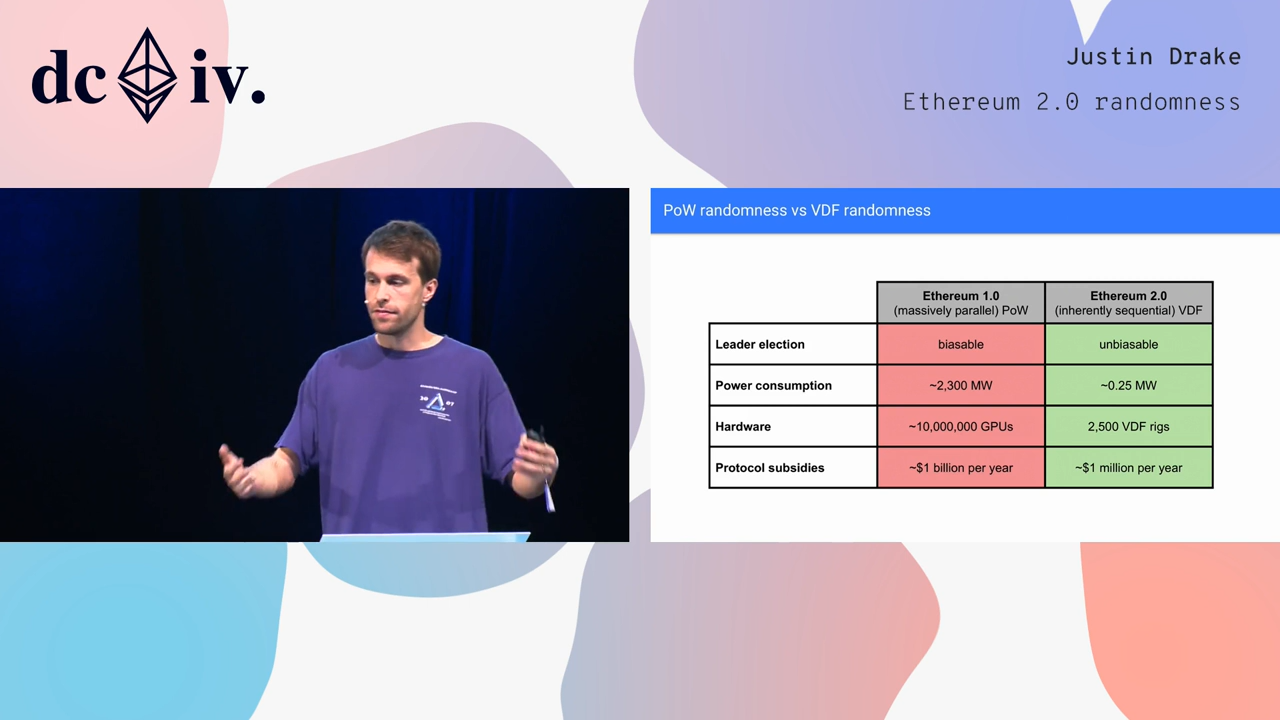 dc iv.
Justin Drake
Ethereum 2.0 randomness
PoW randomness vs VDF randomness
Ethereum 1.0
(massively parallel) PoW
Ethereum 2.0
(inherently sequential) VDF
Leader election
biasable
unbiasable
Power consumption
~2,300 MW
~0.25 MW
Hardware
~10,000,000 GPUs
2,500 VDF rigs
Protocol subsidies
~$1 billion per year
~$1 million per year